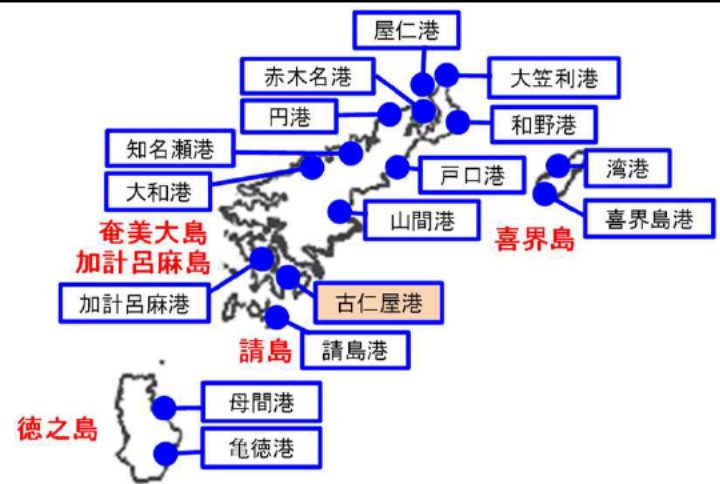 屋仁港
赤木名港
大笠利港
円港
和野港
知名瀬港
戸口港
湾港
大和港
山間港
喜界島港
奄美大島
加計呂麻島
喜界島
加計呂麻港
古仁屋港
請島
請島港
母間港
徳之島
亀徳港